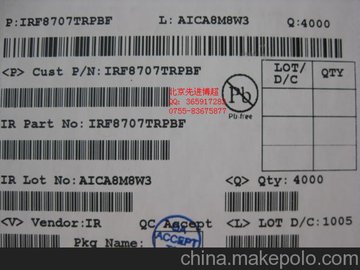 P:IRF8707TRPBF L: AICA8M8W3 Q:4000
<P> Cust P/N:IRF8707TRPBF
LOT/ D/C QTY
北京先进博超
QQ: 365917282
0755-83675877
Pb
Pb free
IR Part No:IRF8707TRPBF
IR Lot No:AICA8M8W3 <Q> Qty:4000
<V> Vendor:IR QC Accept <L> LOT D/C:1005
Pkg Name:
ACCEPT
china.makepolo.com